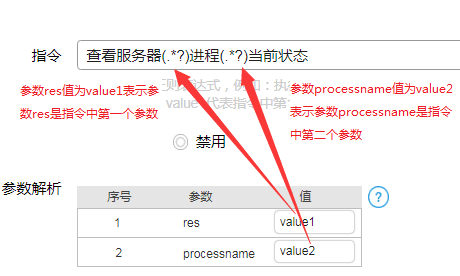 指令 查看服务器(.*?)进程(.*?)当前状态
参数res值为value1表示参
数res是指令中第一个参数
则表达式，例如：执
value 代表指令中第
参数processname值为value2
表示参数processname是指令
中第二个参数
禁用
参数解析
序号 参数 值 ?
1 res value1
2 processname value2